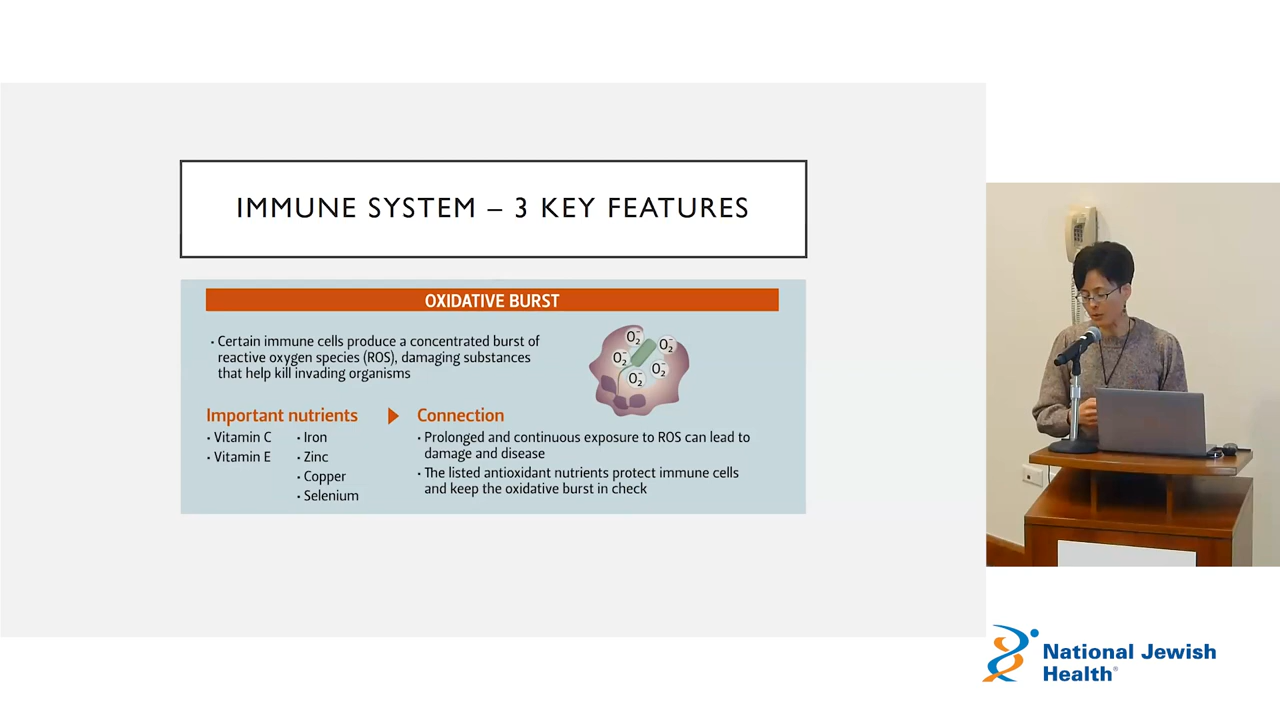 IMMUNE SYSTEM – 3 KEY FEATURES
OXIDATIVE BURST
· Certain immune cells produce a concentrated burst of
reactive oxygen species (ROS), damaging substances
that help kill invading organisms
O₂⁻
O₂⁻
O₂⁻
O₂⁻
O₂⁻
Important nutrients
· Vitamin C
· Vitamin E
· Iron
· Zinc
· Copper
· Selenium
Connection
· Prolonged and continuous exposure to ROS can lead to
damage and disease
· The listed antioxidant nutrients protect immune cells
and keep the oxidative burst in check
National Jewish
Health®